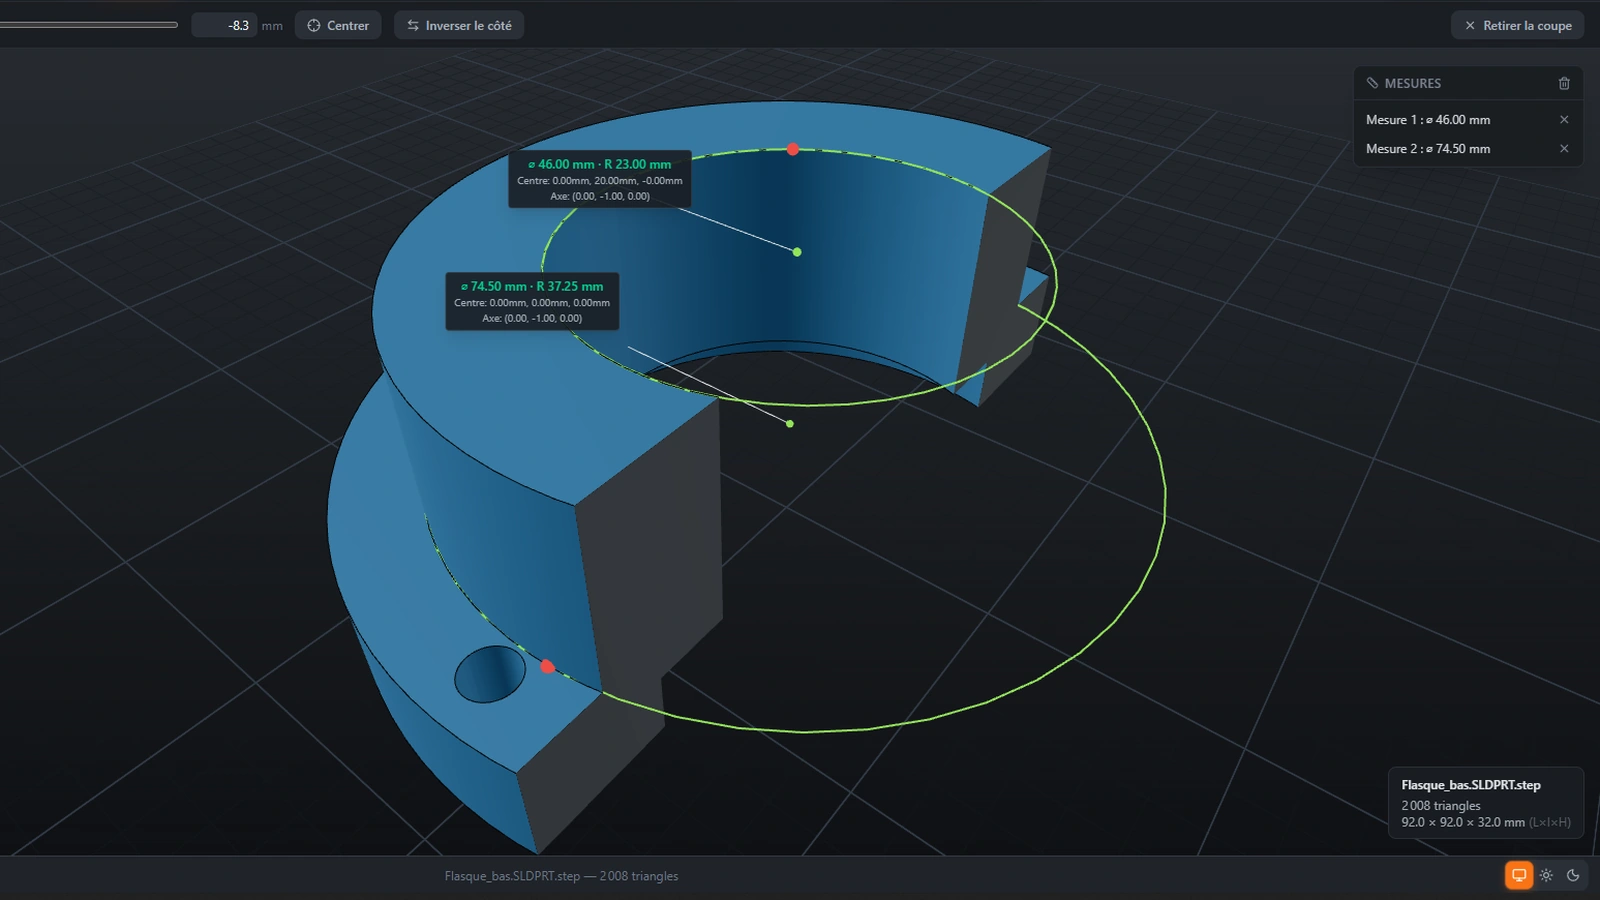 -8.3 mm Centrer Inverser le côté Retirer la coupe
MESURES
Mesure 1 : ⌀ 46.00 mm
Mesure 2 : ⌀ 74.50 mm
⌀ 46.00 mm · R 23.00 mm
Centre: 0.00mm, 20.00mm, -0.00mm
Axe: (0.00, -1.00, 0.00)
⌀ 74.50 mm · R 37.25 mm
Centre: 0.00mm, 0.00mm, 0.00mm
Axe: (0.00, -1.00, 0.00)
Flasque_bas.SLDPRT.step
2 008 triangles
92.0 × 92.0 × 32.0 mm (L×l×H)
Flasque_bas.SLDPRT.step — 2 008 triangles